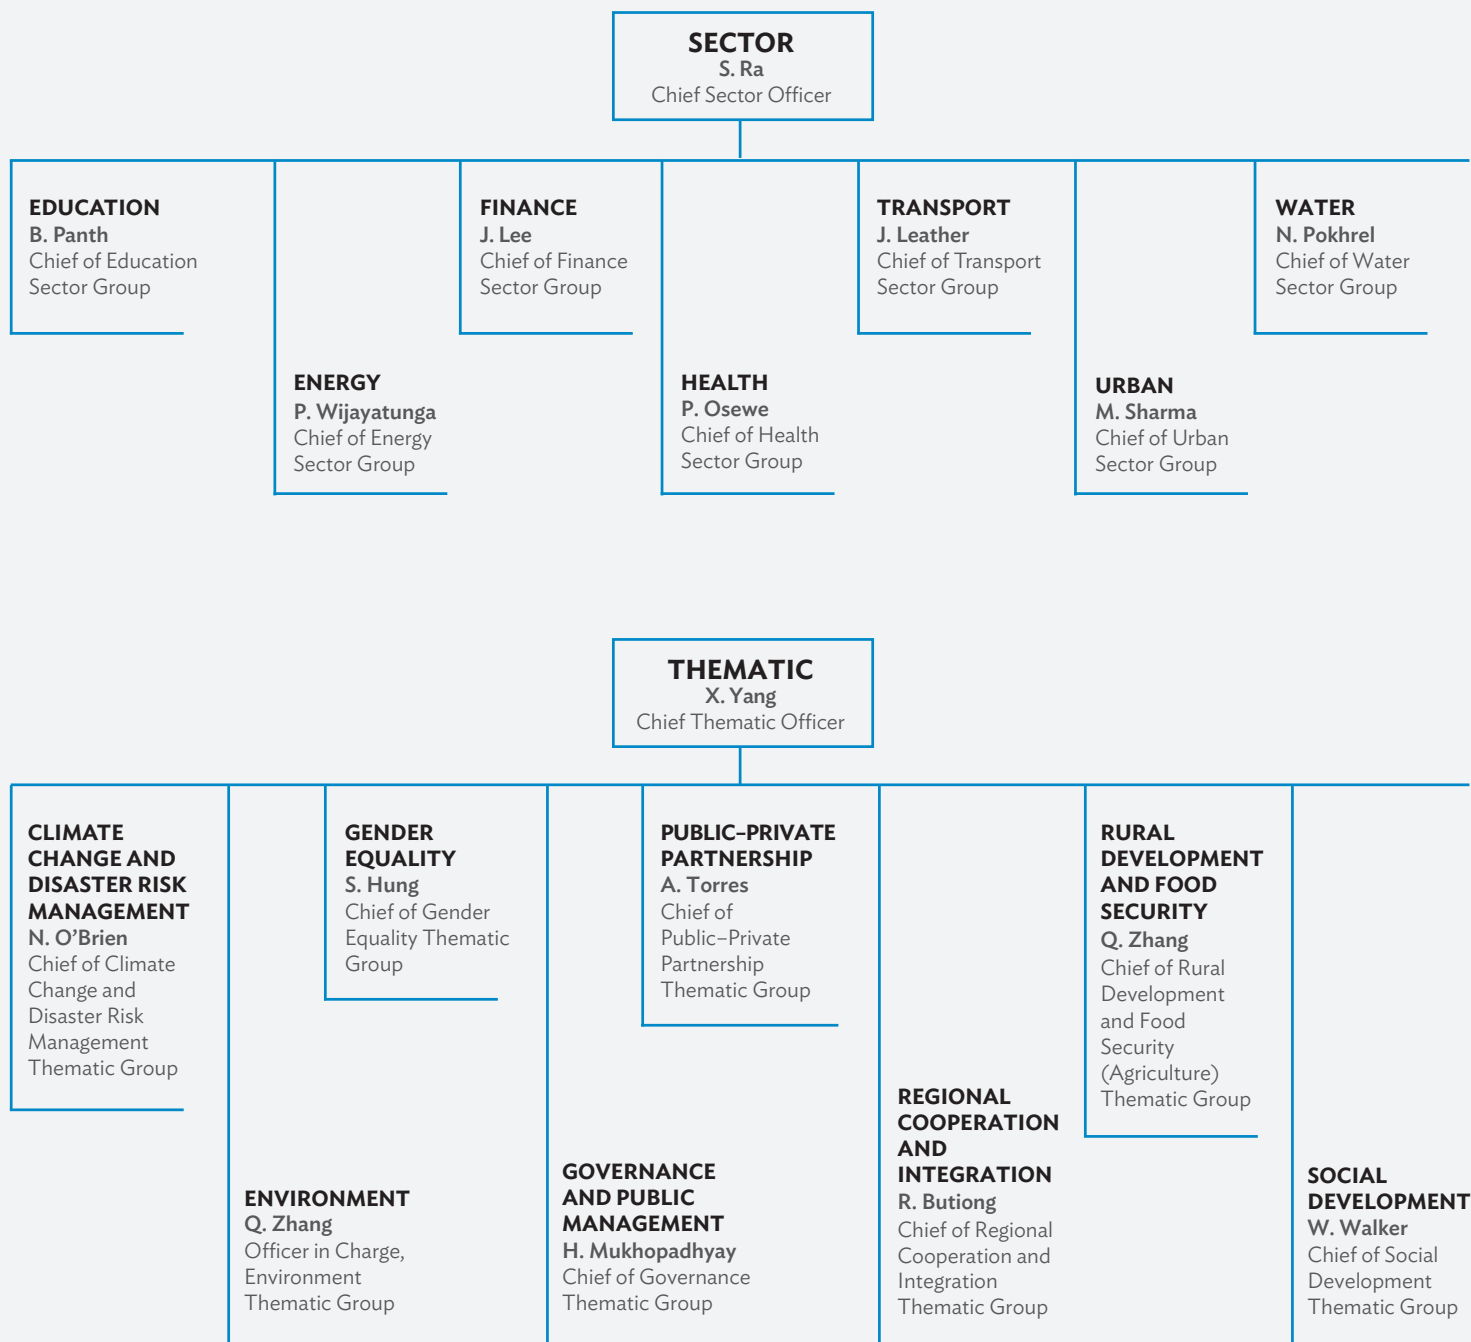 SECTOR
S. Ra
Chief Sector Officer
EDUCATION
B. Panth
Chief of Education
Sector Group
FINANCE
J. Lee
Chief of Finance
Sector Group
TRANSPORT
J. Leather
Chief of Transport
Sector Group
WATER
N. Pokhrel
Chief of Water
Sector Group
ENERGY
P. Wijayatunga
Chief of Energy
Sector Group
HEALTH
P. Osewe
Chief of Health
Sector Group
URBAN
M. Sharma
Chief of Urban
Sector Group
THEMATIC
X. Yang
Chief Thematic Officer
CLIMATE
CHANGE AND
DISASTER RISK
MANAGEMENT
N. O’Brien
Chief of Climate
Change and
Disaster Risk
Management
Thematic Group
GENDER
EQUALITY
S. Hung
Chief of Gender
Equality Thematic
Group
PUBLIC–PRIVATE
PARTNERSHIP
A. Torres
Chief of
Public–Private
Partnership
Thematic Group
RURAL
DEVELOPMENT
AND FOOD
SECURITY
Q. Zhang
Chief of Rural
Development
and Food
Security
(Agriculture)
Thematic Group
ENVIRONMENT
Q. Zhang
Officer in Charge,
Environment
Thematic Group
GOVERNANCE
AND PUBLIC
MANAGEMENT
H. Mukhopadhyay
Chief of Governance
Thematic Group
REGIONAL
COOPERATION
AND
INTEGRATION
R. Butiong
Chief of Regional
Cooperation and
Integration
Thematic Group
SOCIAL
DEVELOPMENT
W. Walker
Chief of Social
Development
Thematic Group